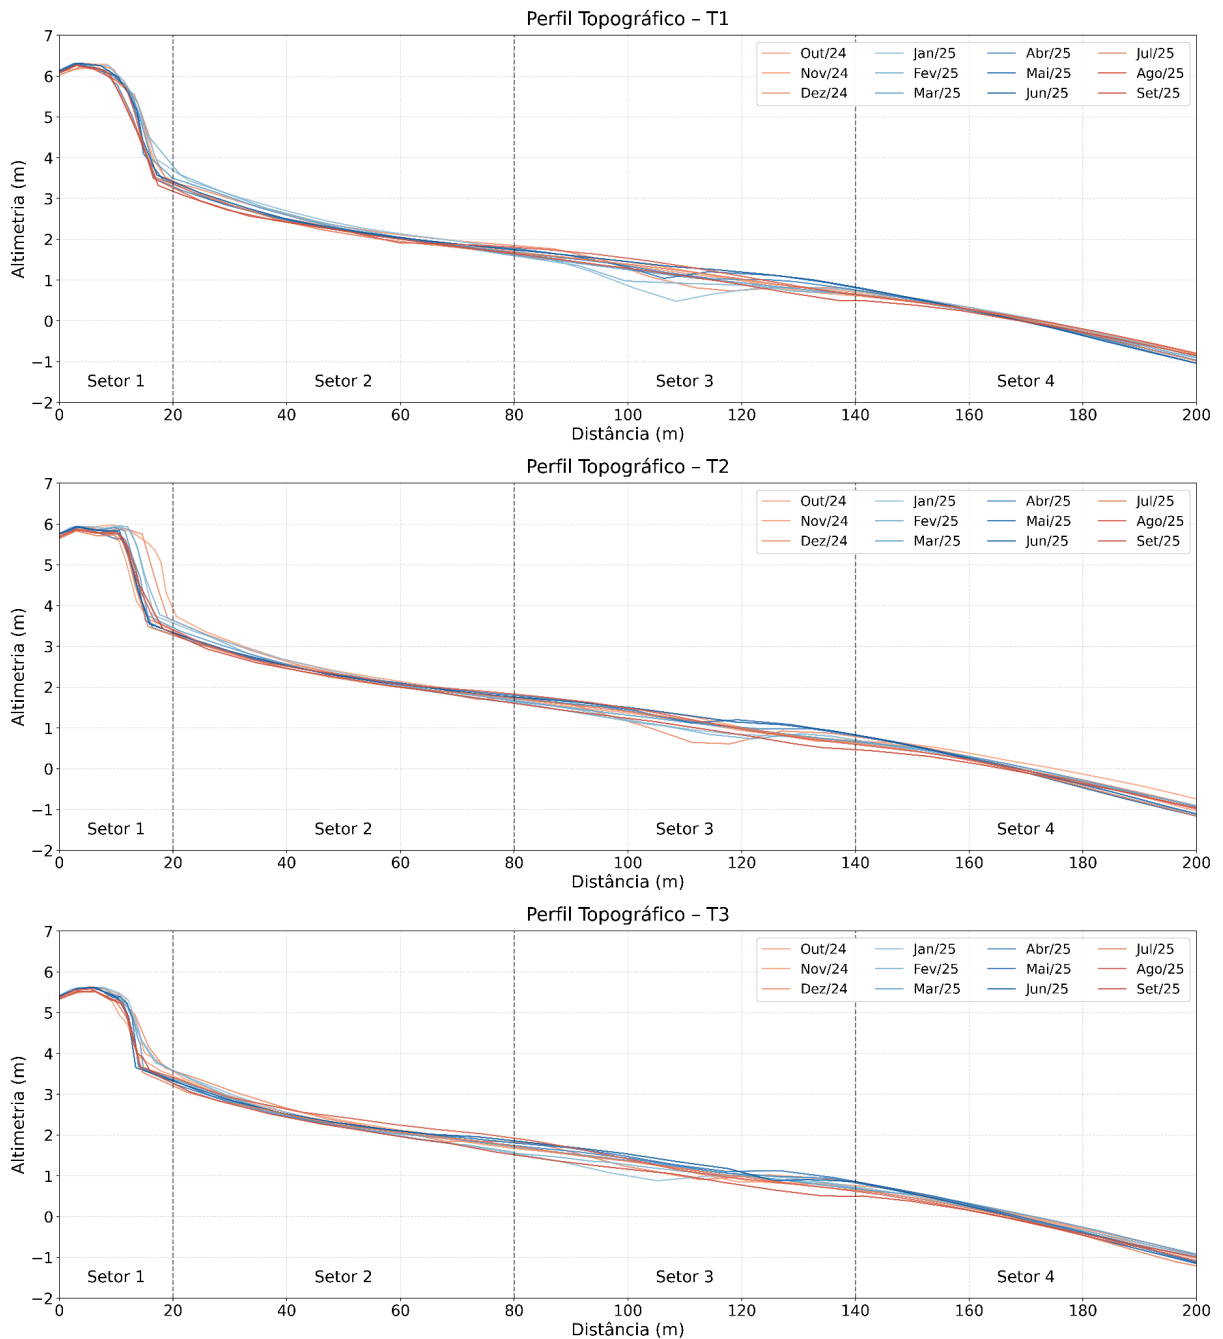 Perfil Topográfico – T1
7
6
5
4
3
2
1
0
−1
−2
Altimetria (m)
Out/24 Jan/25 Abr/25 Jul/25
Nov/24 Fev/25 Mai/25 Ago/25
Dez/24 Mar/25 Jun/25 Set/25
Setor 1 Setor 2 Setor 3 Setor 4
0 20 40 60 80 100 120 140 160 180 200
Distância (m)
Perfil Topográfico – T2
7
6
5
4
3
2
1
0
−1
−2
Altimetria (m)
Out/24 Jan/25 Abr/25 Jul/25
Nov/24 Fev/25 Mai/25 Ago/25
Dez/24 Mar/25 Jun/25 Set/25
Setor 1 Setor 2 Setor 3 Setor 4
0 20 40 60 80 100 120 140 160 180 200
Distância (m)
Perfil Topográfico – T3
7
6
5
4
3
2
1
0
−1
−2
Altimetria (m)
Out/24 Jan/25 Abr/25 Jul/25
Nov/24 Fev/25 Mai/25 Ago/25
Dez/24 Mar/25 Jun/25 Set/25
Setor 1 Setor 2 Setor 3 Setor 4
0 20 40 60 80 100 120 140 160 180 200
Distância (m)